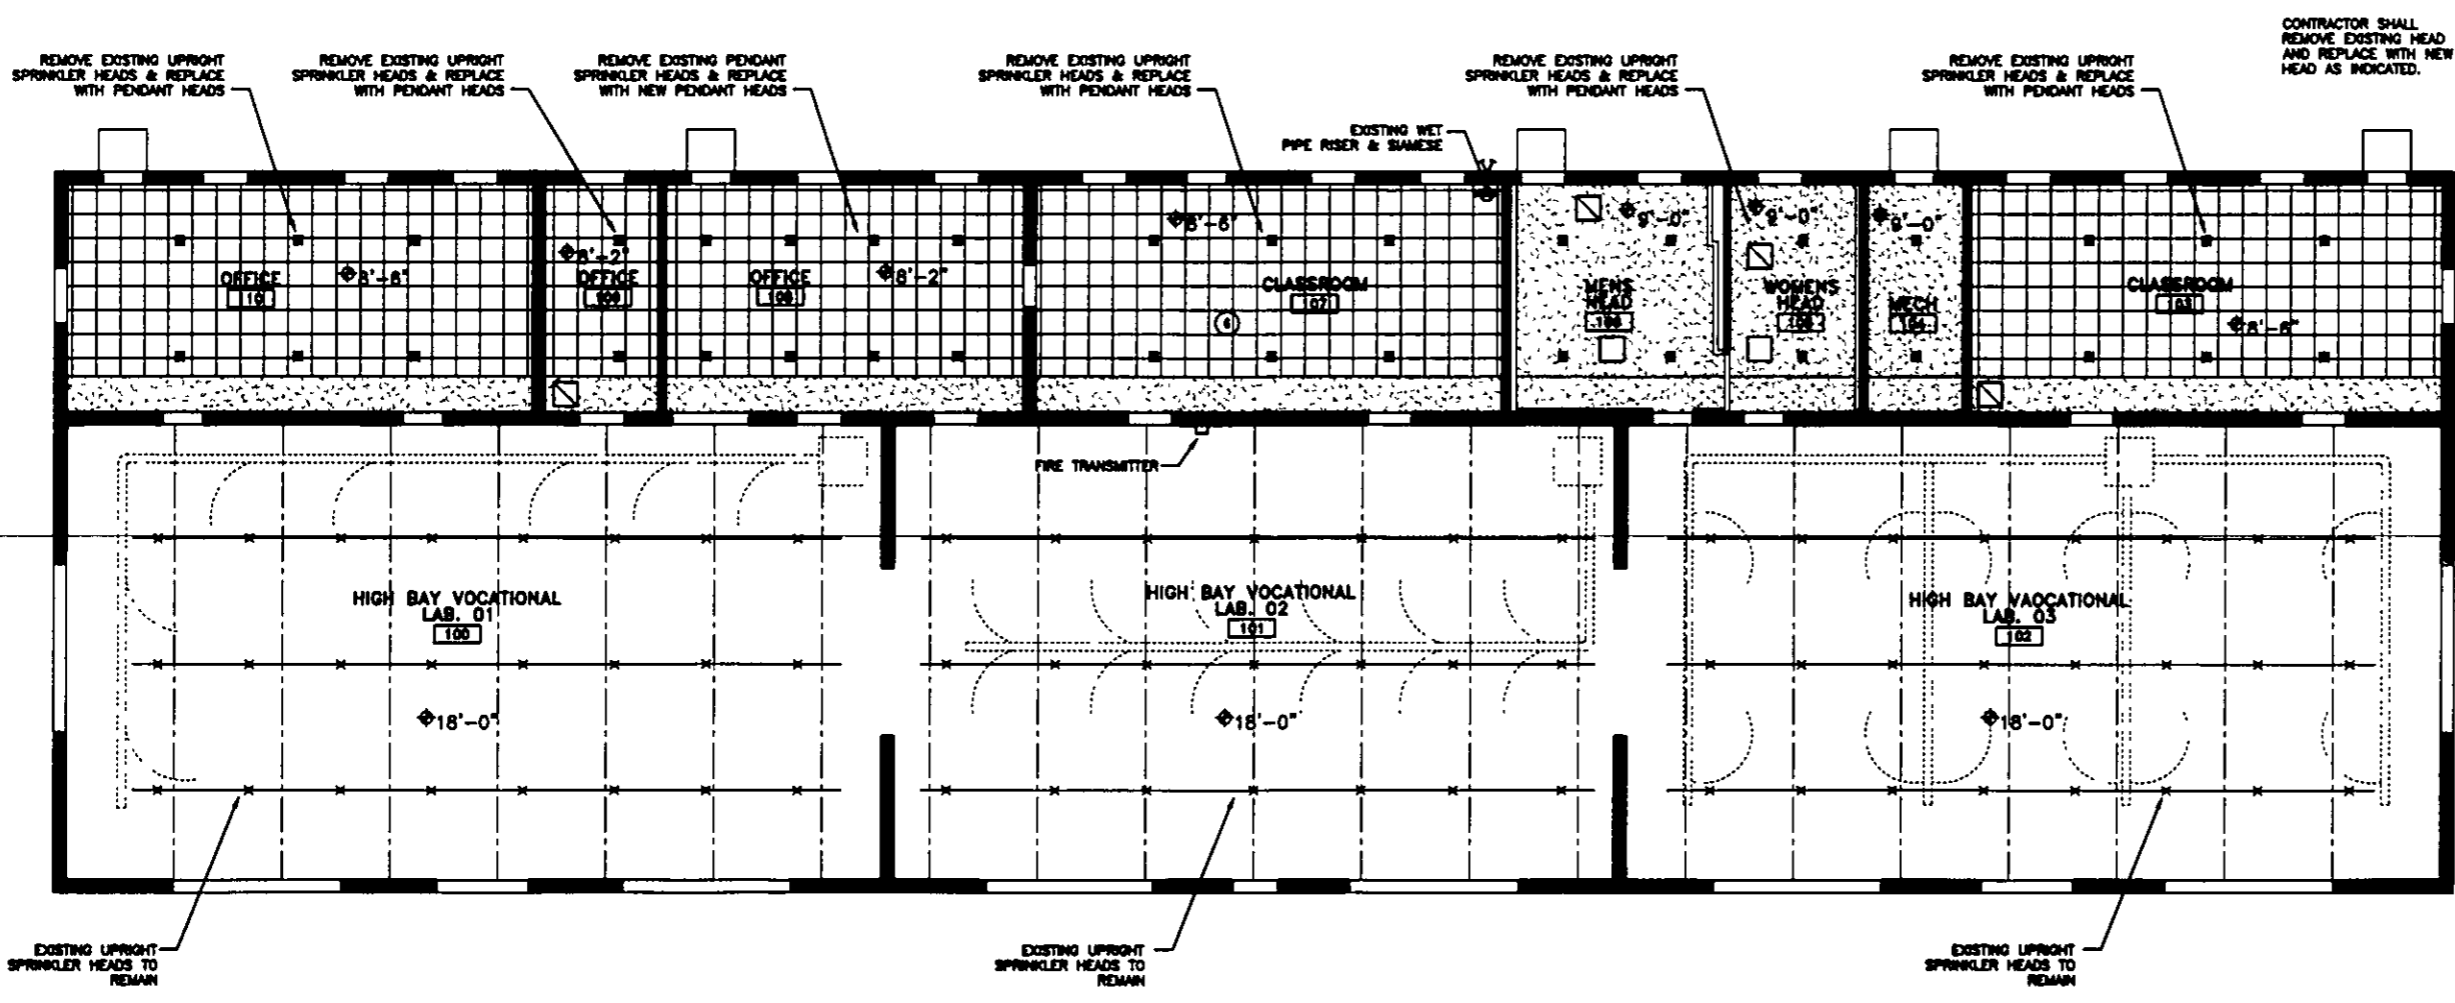 CONTRACTOR SHALL
REMOVE EXISTING HEAD
AND REPLACE WITH NEW
HEAD AS INDICATED.
REMOVE EXISTING UPRIGHT
SPRINKLER HEADS & REPLACE
WITH PENDANT HEADS
REMOVE EXISTING UPRIGHT
SPRINKLER HEADS & REPLACE
WITH PENDANT HEADS
REMOVE EXISTING PENDANT
SPRINKLER HEADS & REPLACE
WITH NEW PENDANT HEADS
REMOVE EXISTING UPRIGHT
SPRINKLER HEADS & REPLACE
WITH PENDANT HEADS
REMOVE EXISTING UPRIGHT
SPRINKLER HEADS & REPLACE
WITH PENDANT HEADS
REMOVE EXISTING UPRIGHT
SPRINKLER HEADS & REPLACE
WITH PENDANT HEADS
EXISTING WET
PIPE RISER & SIAMESE
OFFICE
8'-2"
OFFICE
OFFICE
8'-2"
CLASSROOM
107
6
9'-0"
MENS
HEAD
9'-0"
WOMENS
HEAD
9'-0"
MECH
CLASSROOM
103
FIRE TRANSMITTER
HIGH BAY VOCATIONAL
LAB. 01
100
18'-0"
HIGH BAY VOCATIONAL
LAB. 02
101
18'-0"
HIGH BAY VAOCATIONAL
LAB. 03
102
18'-0"
EXISTING UPRIGHT
SPRINKLER HEADS TO
REMAIN
EXISTING UPRIGHT
SPRINKLER HEADS TO
REMAIN
EXISTING UPRIGHT
SPRINKLER HEADS TO
REMAIN